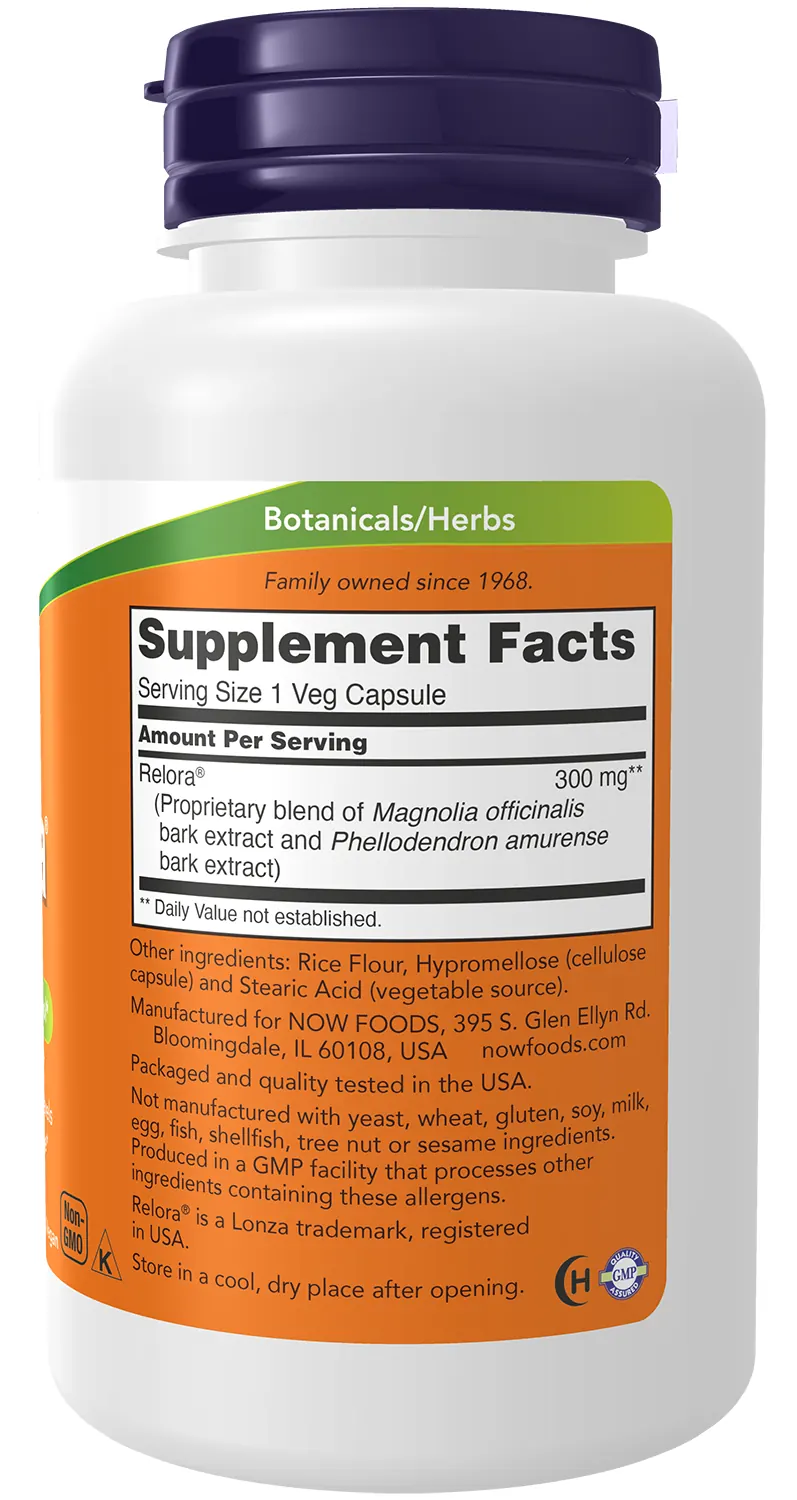 Botanicals/Herbs
Family owned since 1968.
Supplement Facts
Serving Size 1 Veg Capsule
Amount Per Serving
Relora® 300 mg**
(Proprietary blend of Magnolia officinalis
bark extract and Phellodendron amurense
bark extract)
** Daily Value not established.
Other ingredients: Rice Flour, Hypromellose (cellulose
capsule) and Stearic Acid (vegetable source).
Manufactured for NOW FOODS, 395 S. Glen Ellyn Rd.
Bloomingdale, IL 60108, USA nowfoods.com
Packaged and quality tested in the USA.
Not manufactured with yeast, wheat, gluten, soy, milk,
egg, fish, shellfish, tree nut or sesame ingredients.
Produced in a GMP facility that processes other
ingredients containing these allergens.
Relora® is a Lonza trademark, registered
in USA.
Store in a cool, dry place after opening.
Non-
GMO
K
H
QUALITY
GMP
ASSURED